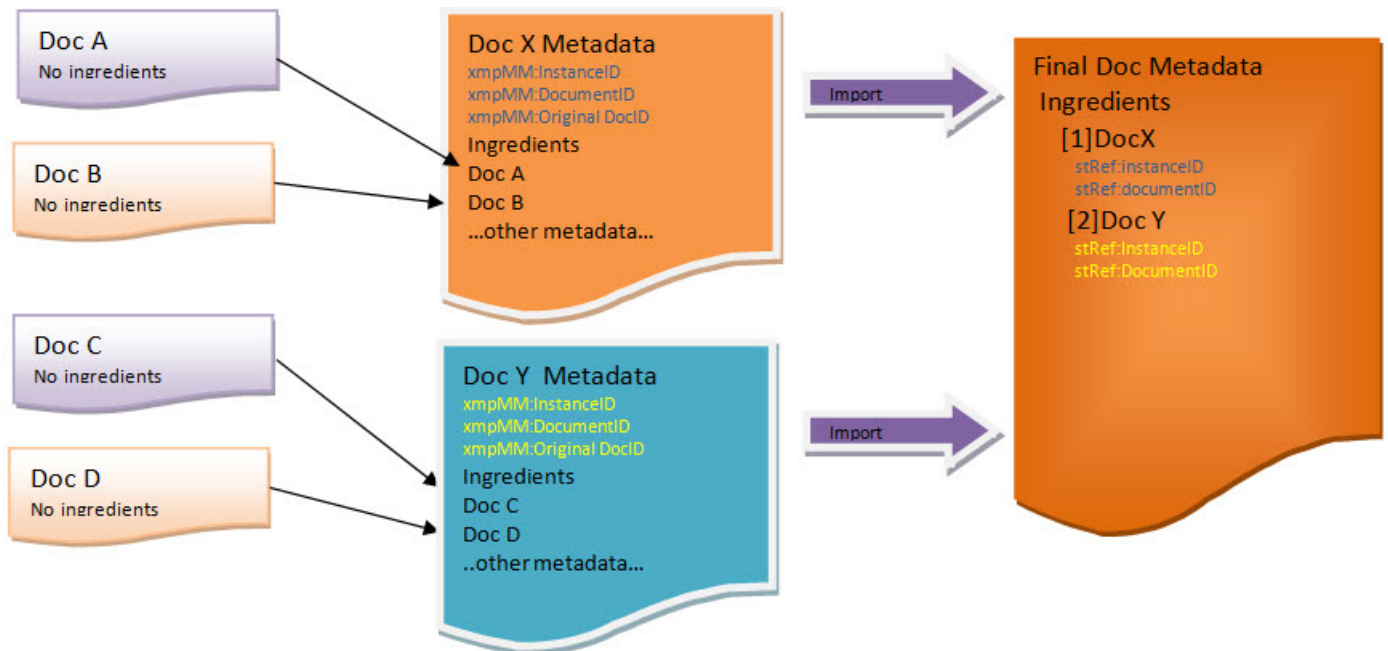 Doc A
No ingredients
Doc B
No ingredients
Doc X Metadata
xmpMM:InstanceID
xmpMM:DocumentID
xmpMM:Original DocID
Ingredients
Doc A
Doc B
...other metadata...
Import
Final Doc Metadata
Ingredients
[1]DocX
stRef:instanceID
stRef:documentID
[2]Doc Y
stRef:InstanceID
stRef:DocumentID
Doc C
No ingredients
Doc D
No ingredients
Doc Y Metadata
xmpMM:InstanceID
xmpMM:DocumentID
xmpMM:Original DocID
Ingredients
Doc C
Doc D
..other metadata...
Import